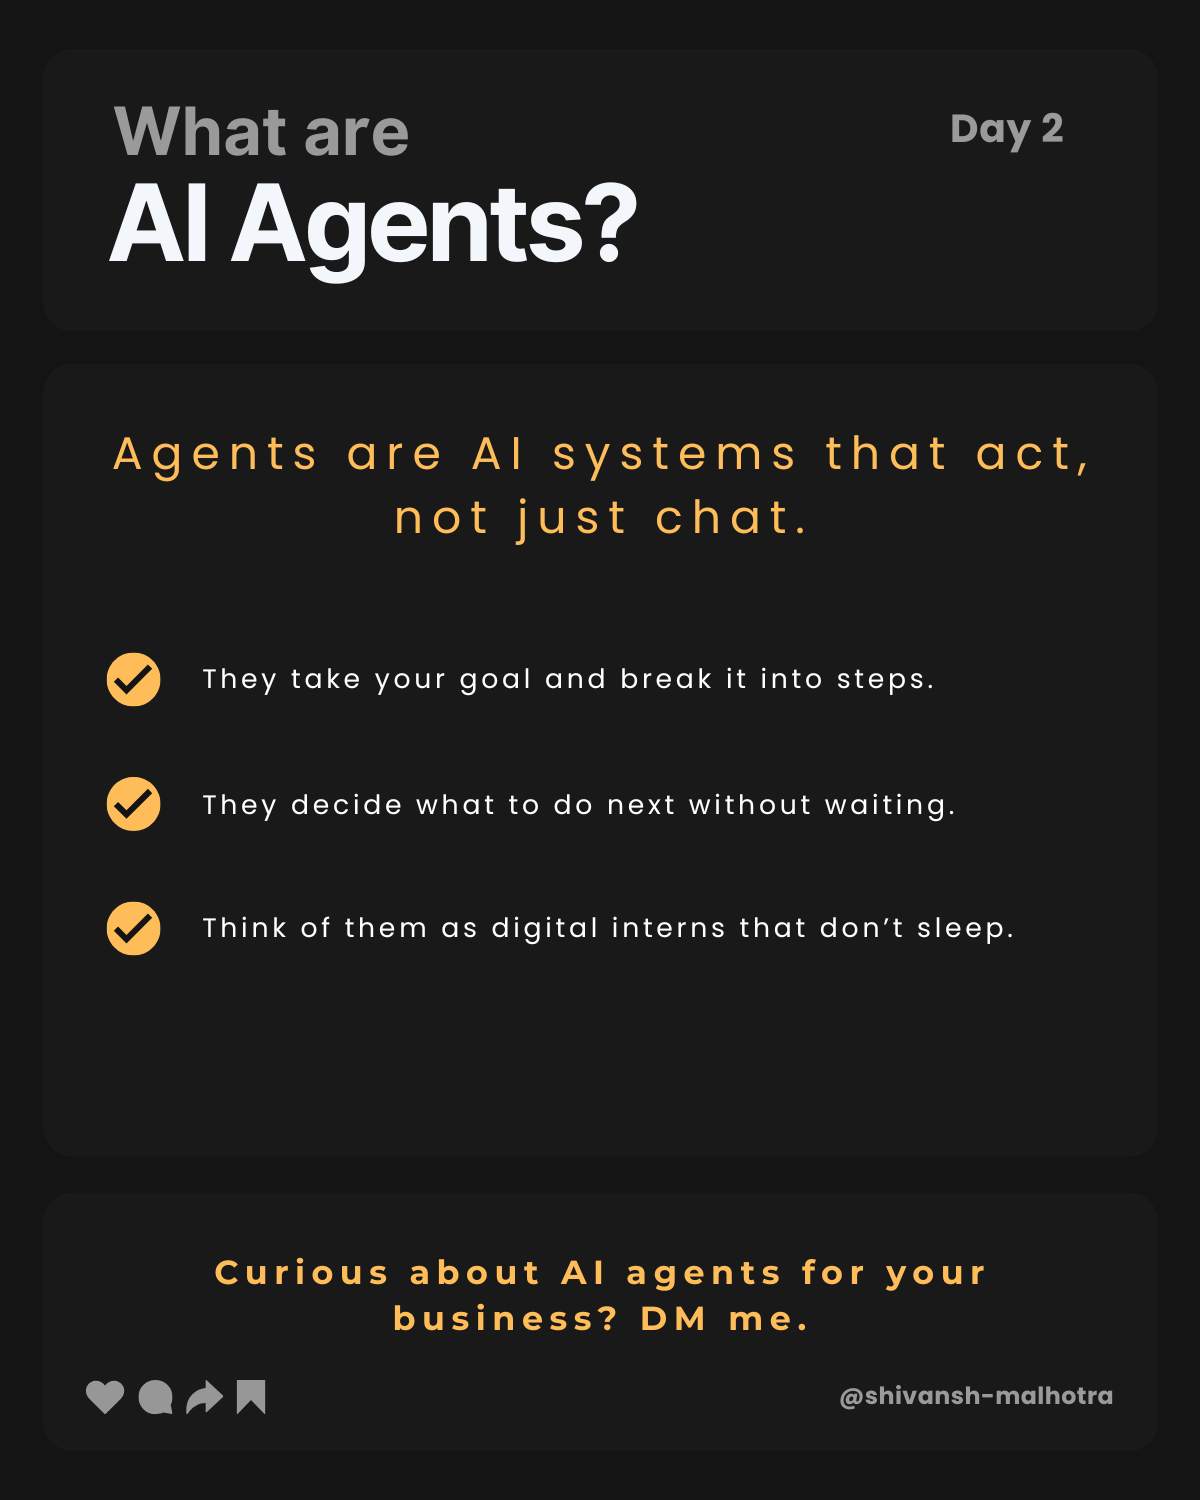 What are
Day 2
AI Agents?
Agents are AI systems that act,
not just chat.
They take your goal and break it into steps.
They decide what to do next without waiting.
Think of them as digital interns that don’t sleep.
Curious about AI agents for your
business? DM me.
@shivansh-malhotra